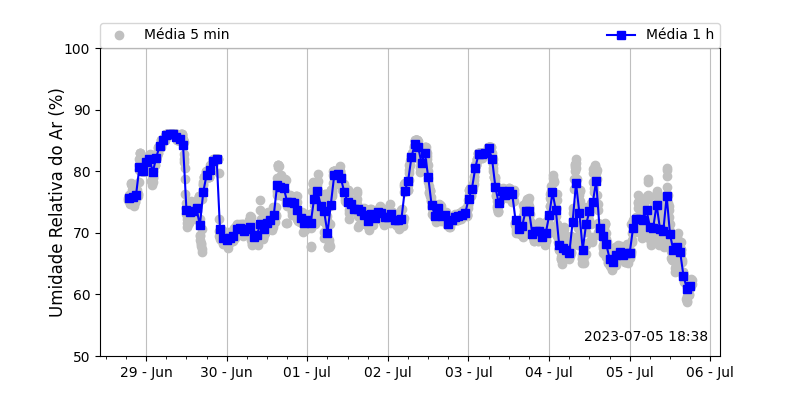 Média 5 min
Média 1 h
Umidade Relativa do Ar (%)
100
90
80
70
60
50
2023-07-05 18:38
29 - Jun
30 - Jun
01 - Jul
02 - Jul
03 - Jul
04 - Jul
05 - Jul
06 - Jul